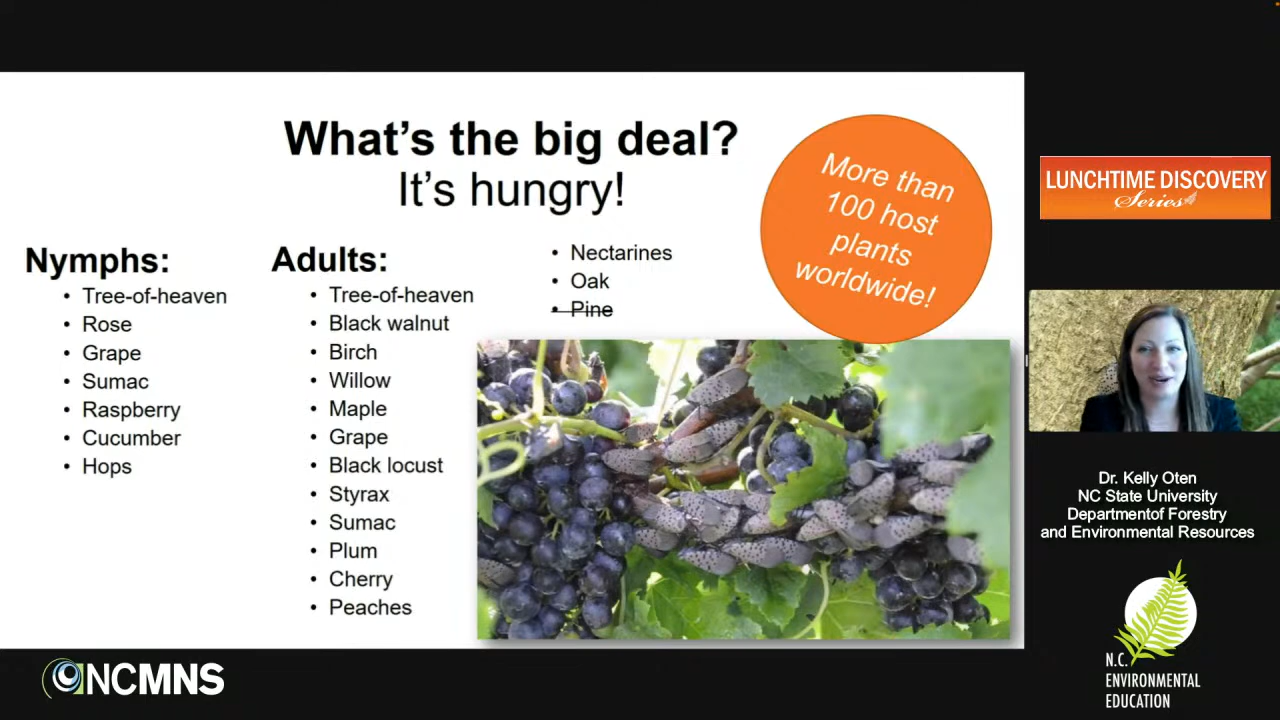 What's the big deal?
It's hungry!
More than
100 host
plants
worldwide!
Nymphs:
• Tree-of-heaven
• Rose
• Grape
• Sumac
• Raspberry
• Cucumber
• Hops
Adults:
• Tree-of-heaven
• Black walnut
• Birch
• Willow
• Maple
• Grape
• Black locust
• Styrax
• Sumac
• Plum
• Cherry
• Peaches
• Nectarines
• Oak
• Pine
LUNCHTIME DISCOVERY
Series
Dr. Kelly Oten
NC State University
Departmentof Forestry
and Environmental Resources
NCMNS
N.C.
ENVIRONMENTAL
EDUCATION